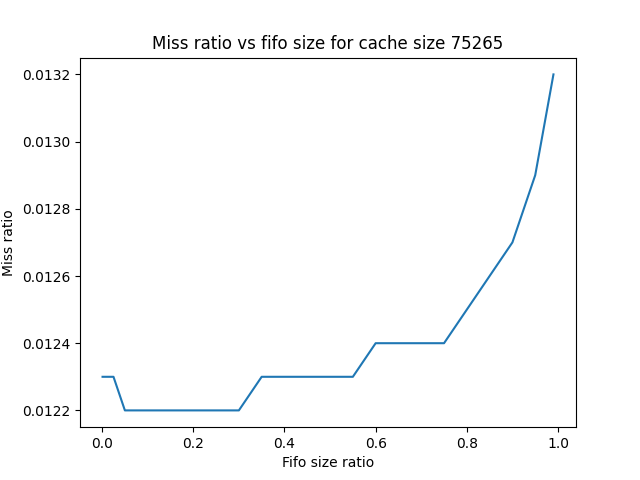 Miss ratio vs fifo size for cache size 75265
0.0132
0.0130
0.0128
0.0126
0.0124
0.0122
Miss ratio
0.0 0.2 0.4 0.6 0.8 1.0
Fifo size ratio